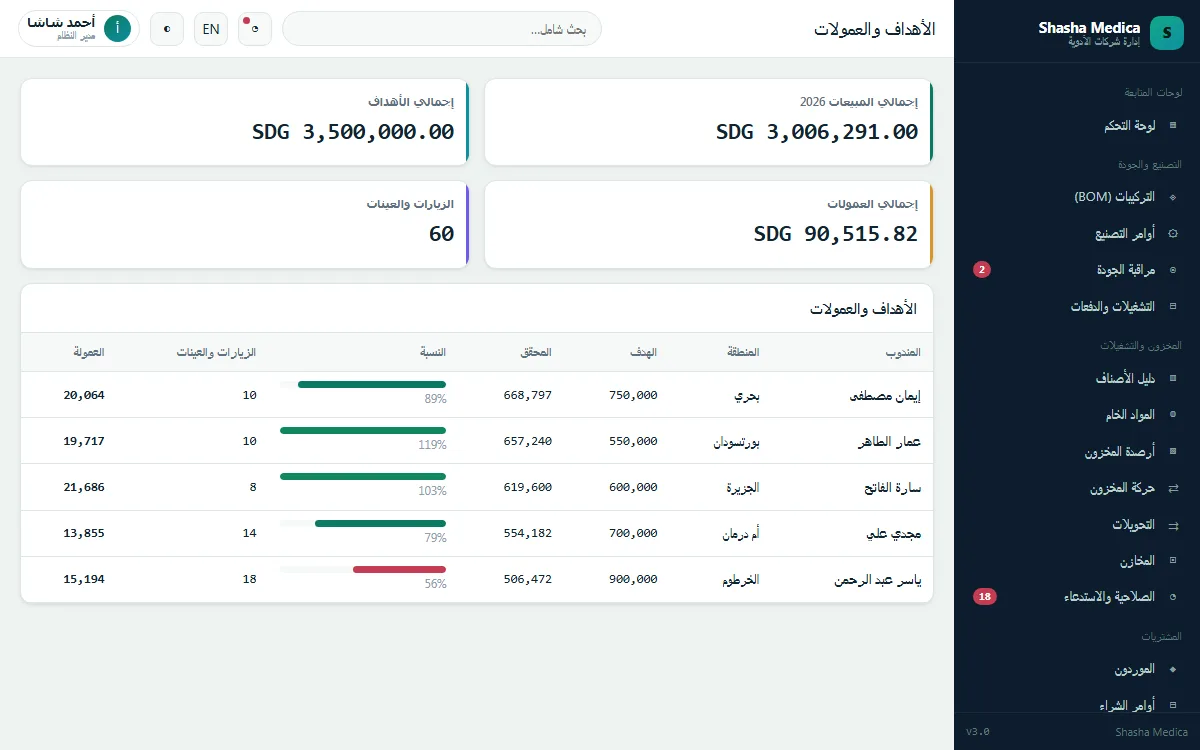 Shasha Medica
إدارة شركات الأدوية
S
لوحات المتابعة
لوحة التحكم
التصنيع والجودة
التركيبات (BOM)
أوامر التصنيع
مراقبة الجودة 2
التشغيلات والدفعات
المخزون والتشغيلات
دليل الأصناف
المواد الخام
أرصدة المخزون
حركة المخزون
التحويلات
المخازن
الصلاحية والاستدعاء 18
المشتريات
الموردون
أوامر الشراء
Shasha Medica v3.0
الأهداف والعمولات
بحث شامل...
EN
أ
أحمد شاشا
مدير النظام
إجمالي المبيعات 2026
SDG 3,006,291.00
إجمالي الأهداف
SDG 3,500,000.00
إجمالي العمولات
SDG 90,515.82
الزيارات والعينات
60
الأهداف والعمولات
المندوب المنطقة الهدف المحقق النسبة الزيارات والعينات العمولة
إيمان مصطفى بحري 750,000 668,797 89% 10 20,064
عمار الطاهر بورتسودان 550,000 657,240 119% 10 19,717
سارة الفاتح الجزيرة 600,000 619,600 103% 8 21,686
مجدي علي أم درمان 700,000 554,182 79% 14 13,855
ياسر عبد الرحمن الخرطوم 900,000 506,472 56% 18 15,194